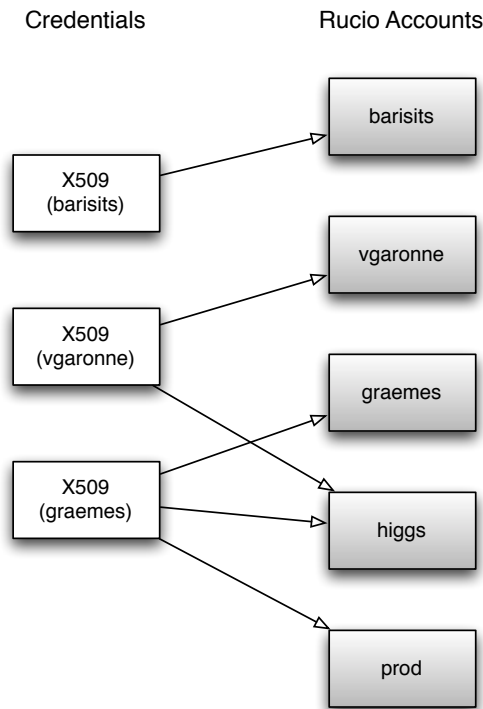 Credentials
Rucio Accounts
barisits
X509
(barisits)
vgaronne
X509
(vgaronne)
graemes
X509
(graemes)
higgs
prod